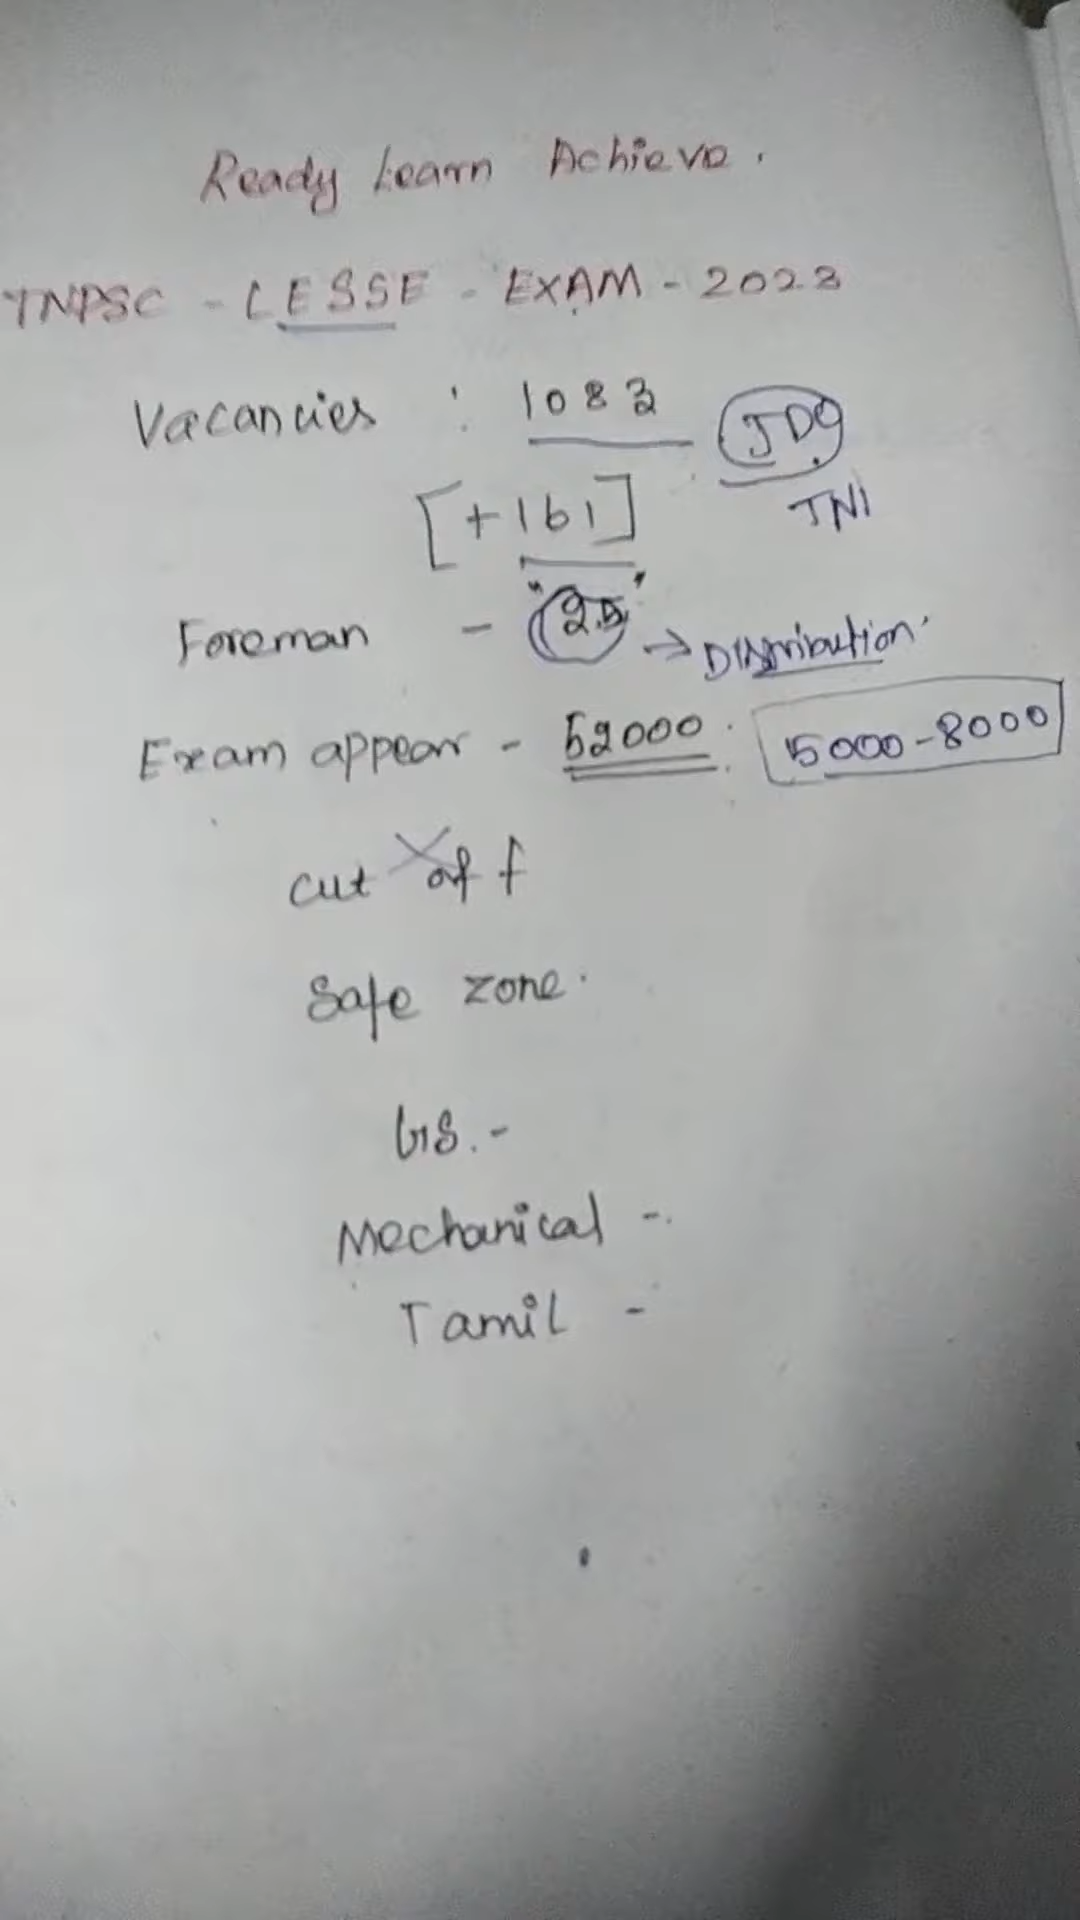 Ready Learn Achieve.
TNPSC - CESSE - EXAM - 2023
Vacancies : 1083 JDO
[+161] TNI
Foreman - "25" → Distribution
Exam appear - 52000. 5000-8000
cut off
Safe zone.
GS. -
Mechanical -
Tamil -